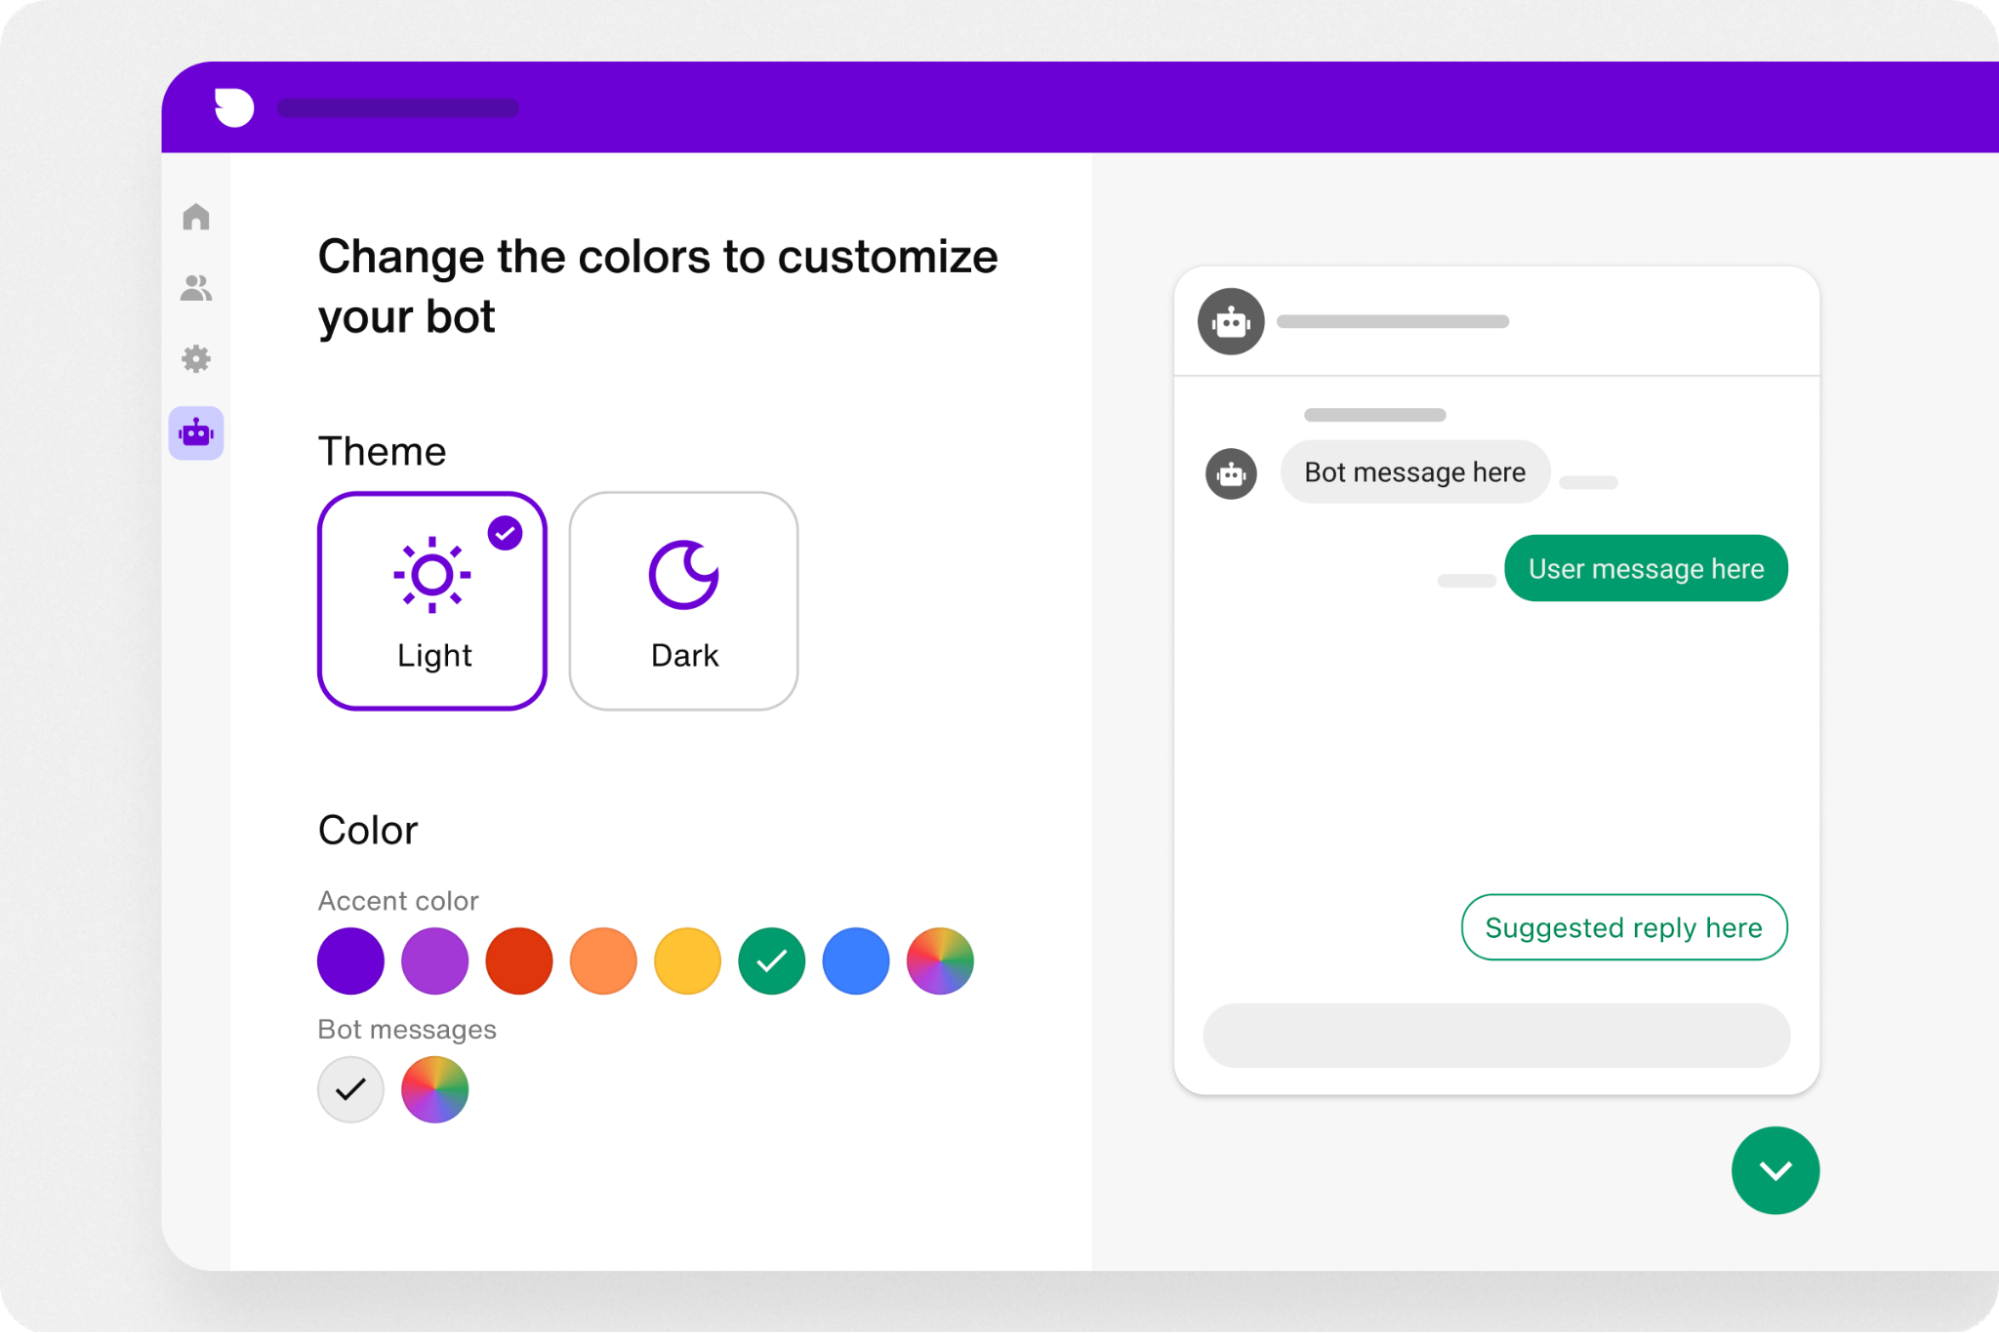 Change the colors to customize
your bot
Theme
Light
Dark
Color
Accent color
Bot messages
Bot message here
User message here
Suggested reply here